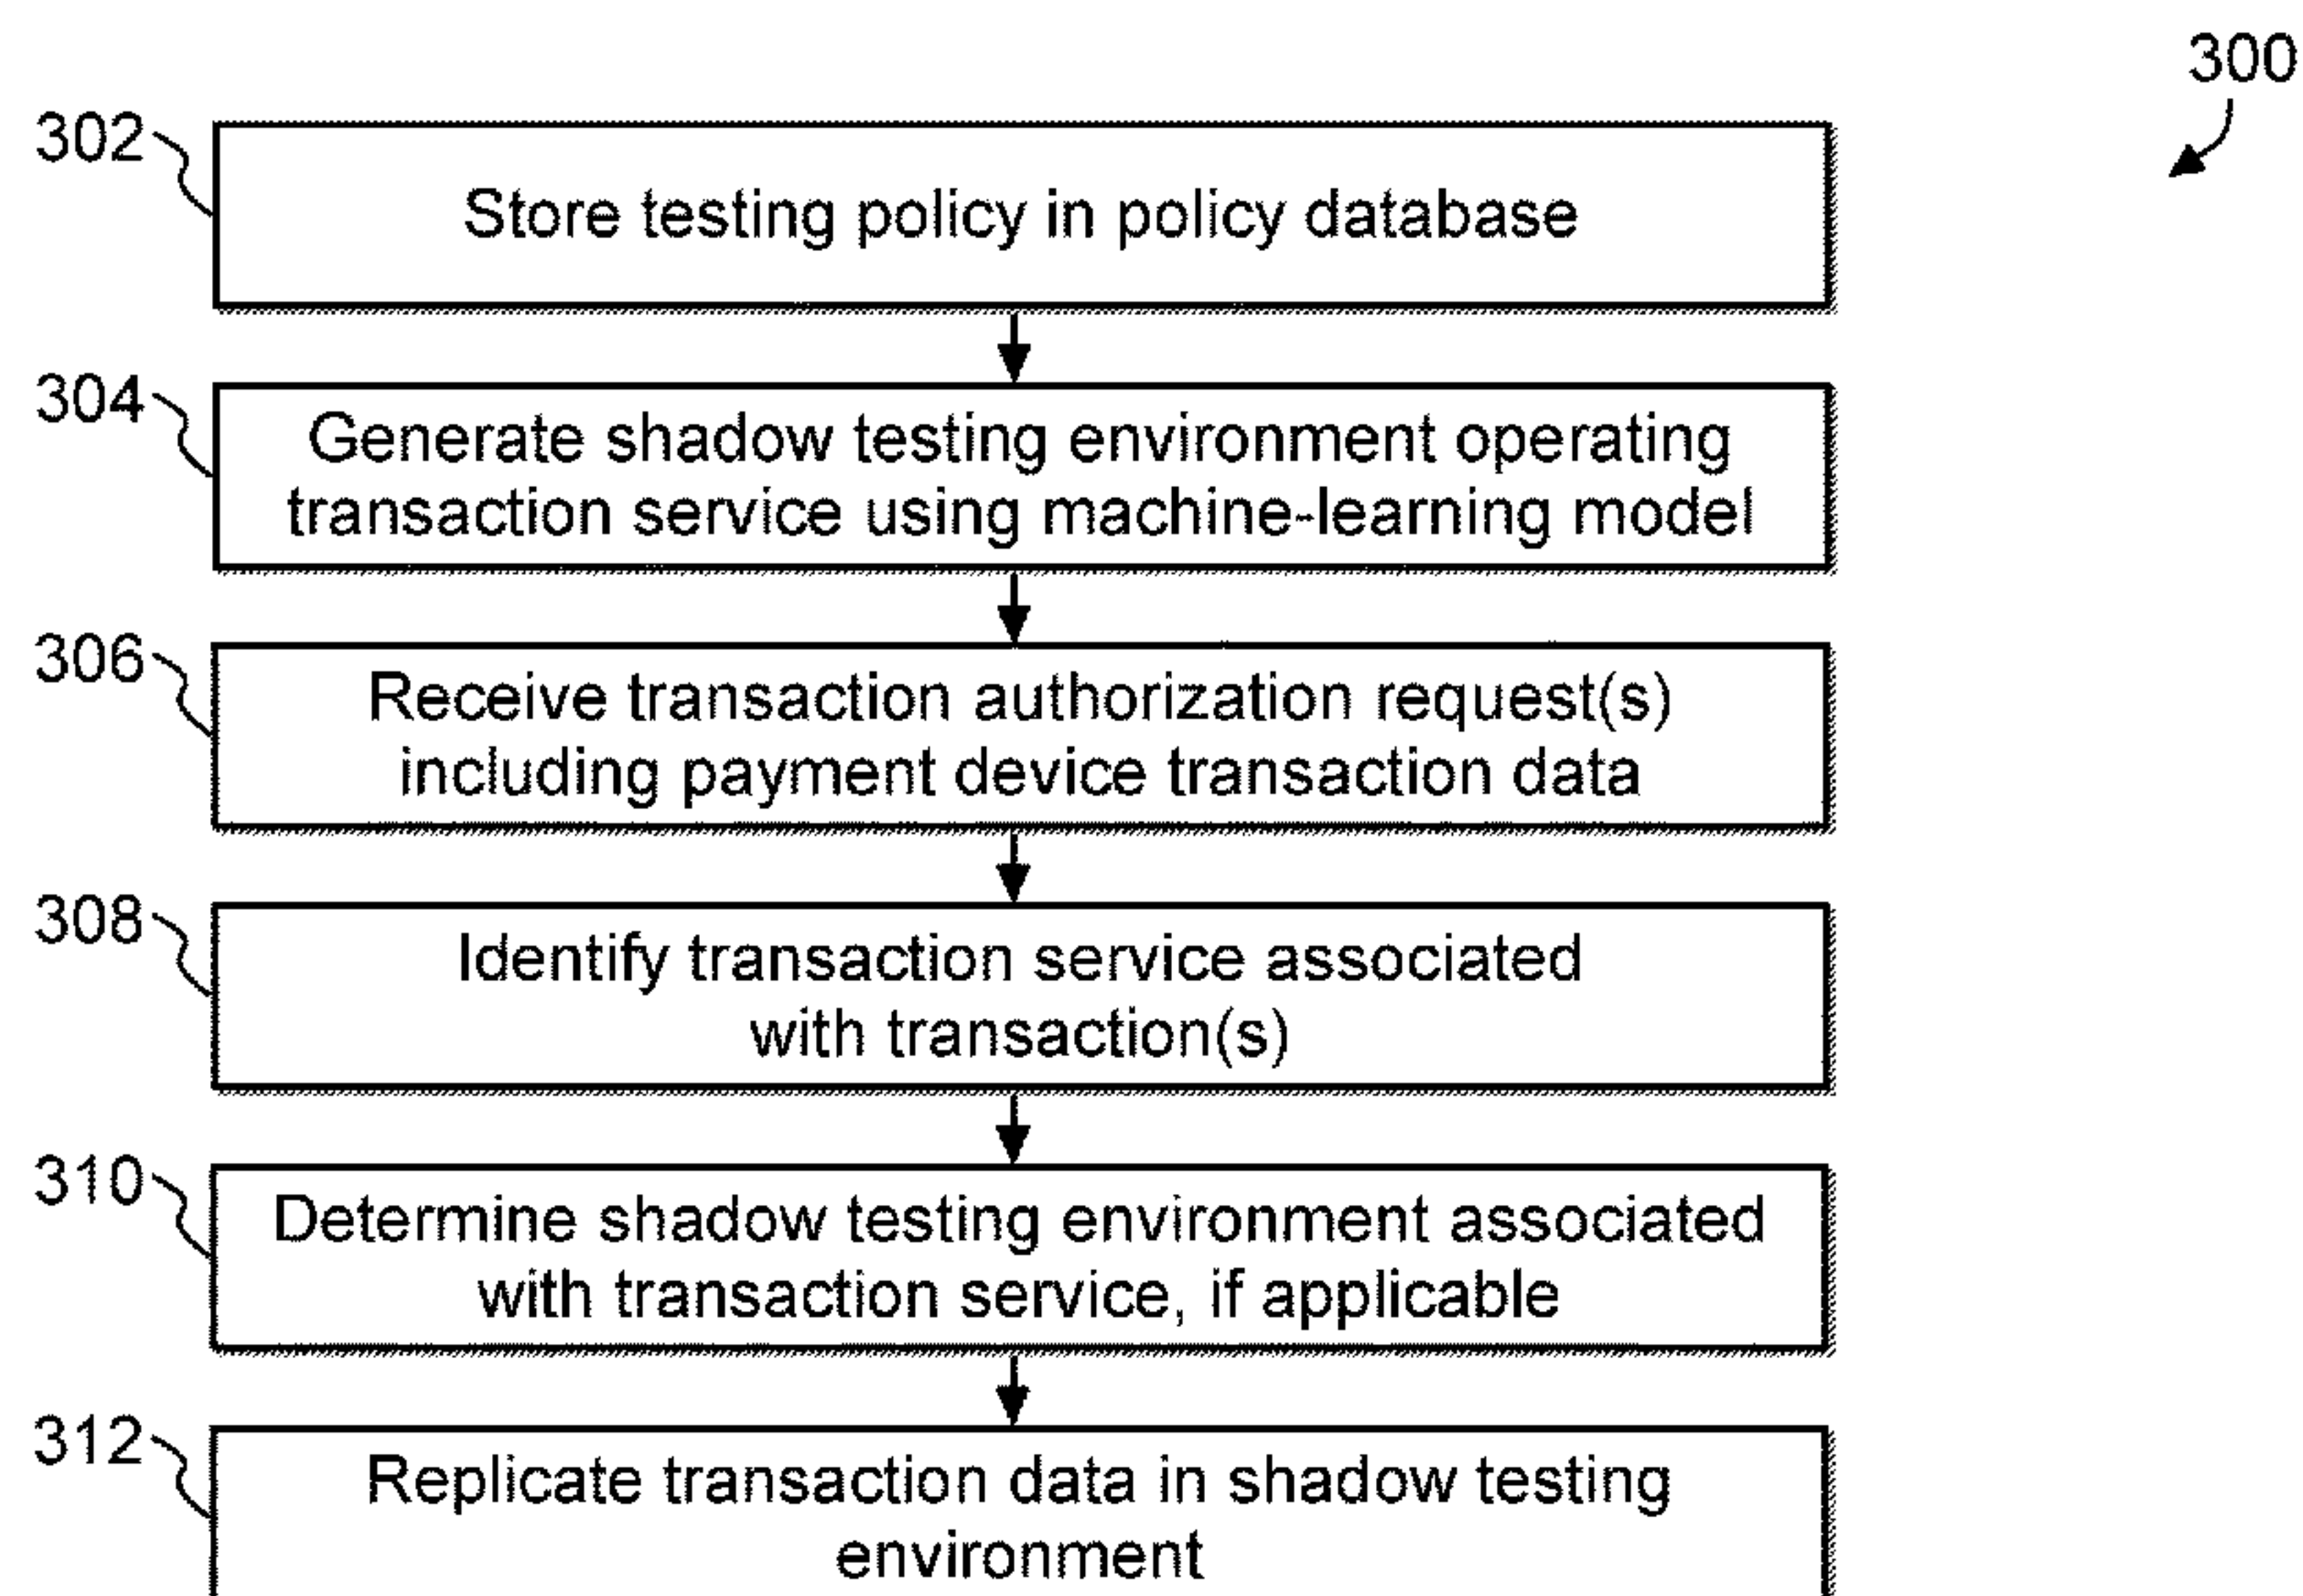 300
302
Store testing policy in policy database
304
Generate shadow testing environment operating
transaction service using machine-learning model
306
Receive transaction authorization request(s)
including payment device transaction data
308
Identify transaction service associated
with transaction(s)
310
Determine shadow testing environment associated
with transaction service, if applicable
312
Replicate transaction data in shadow testing
environment